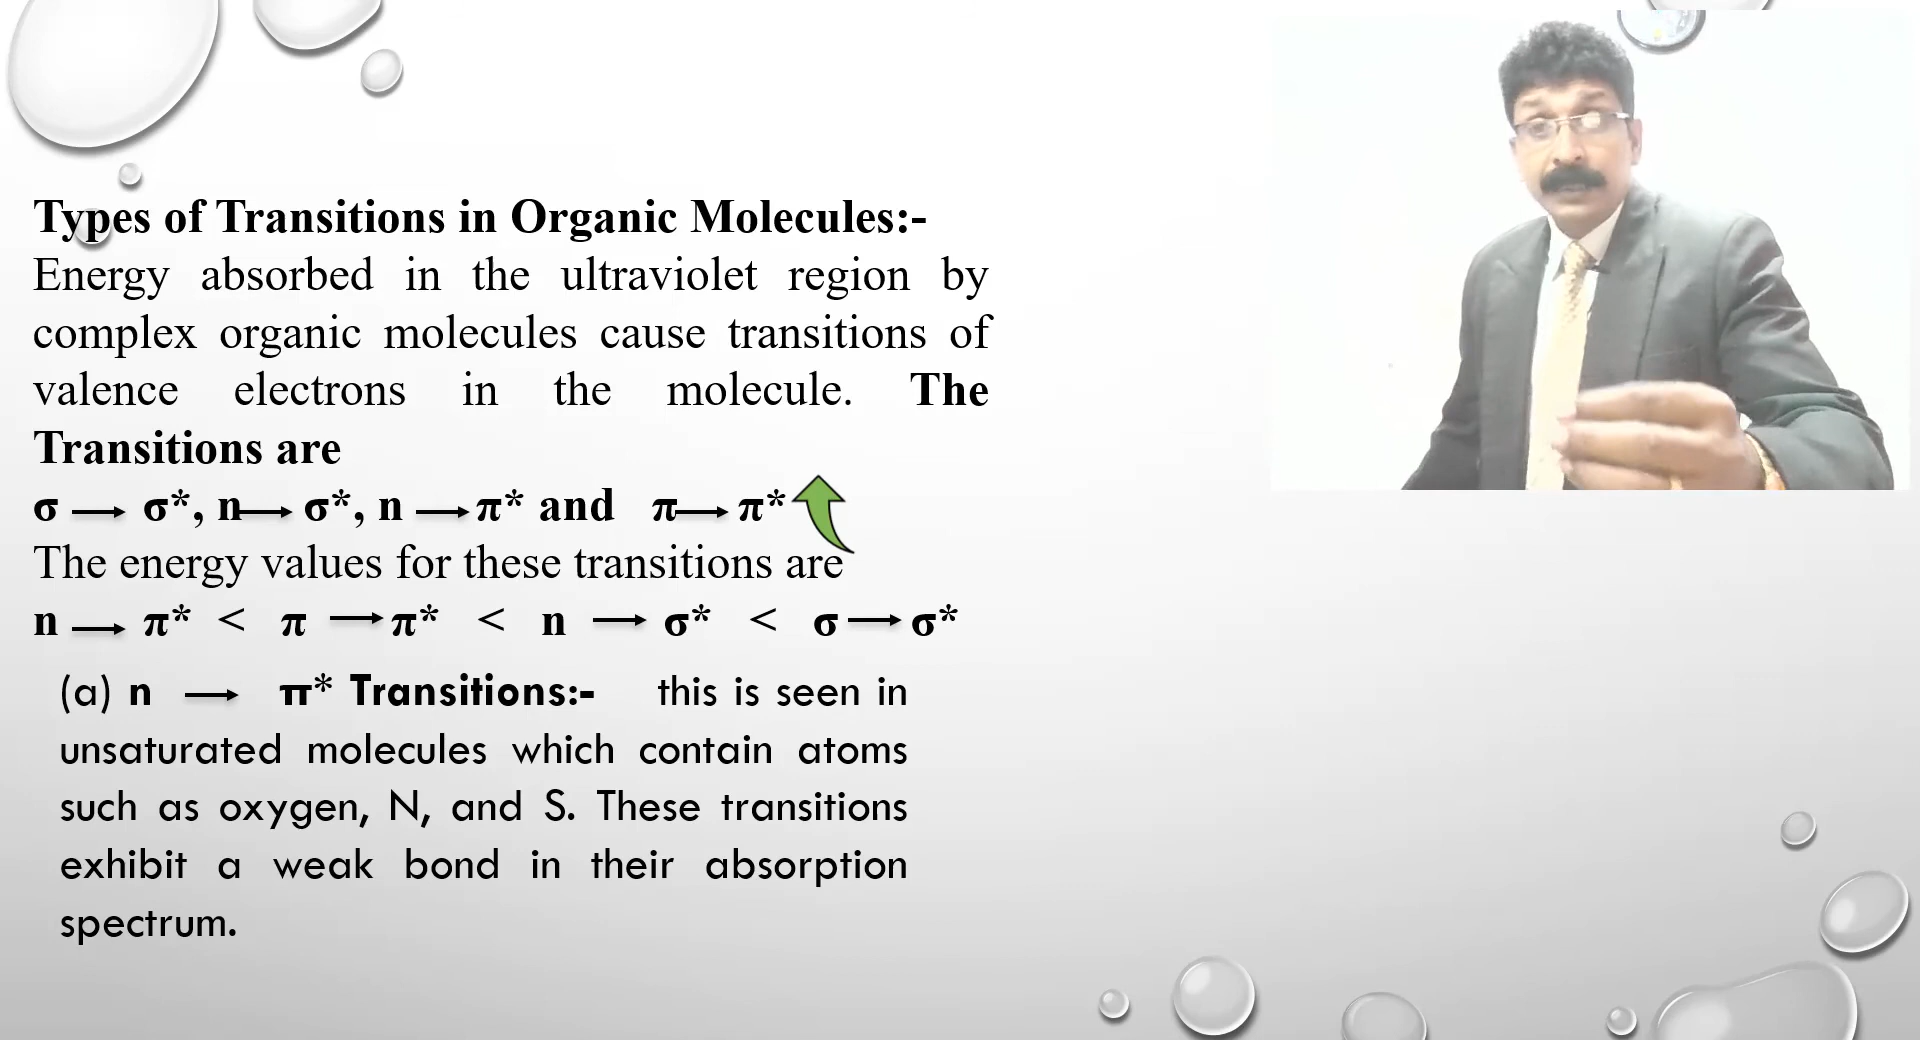 Types of Transitions in Organic Molecules:-
Energy absorbed in the ultraviolet region by
complex organic molecules cause transitions of
valence electrons in the molecule. The
Transitions are
σ → σ*, n → σ*, n → π* and π → π*
The energy values for these transitions are
n → π* < π → π* < n → σ* < σ → σ*
(a) n → π* Transitions:- this is seen in
unsaturated molecules which contain atoms
such as oxygen, N, and S. These transitions
exhibit a weak bond in their absorption
spectrum.